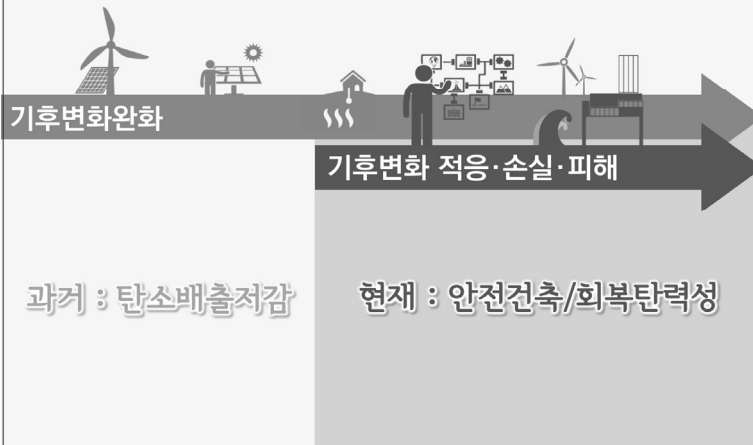 기후변화완화
기후변화 적응·손실·피해
과거 : 탄소배출저감
현재 : 안전건축/회복탄력성